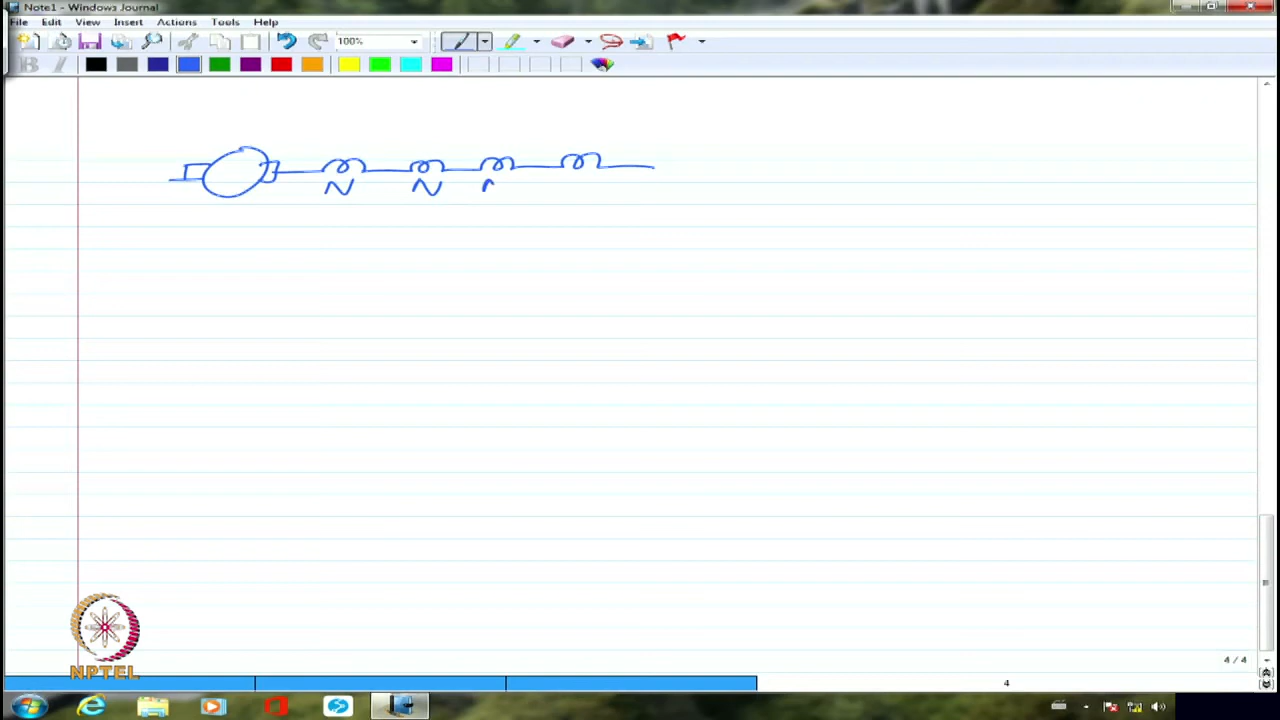 Note1 - Windows Journal
File Edit View Insert Actions Tools Help
100%
B I
N N
4 / 4
NPTEL
4